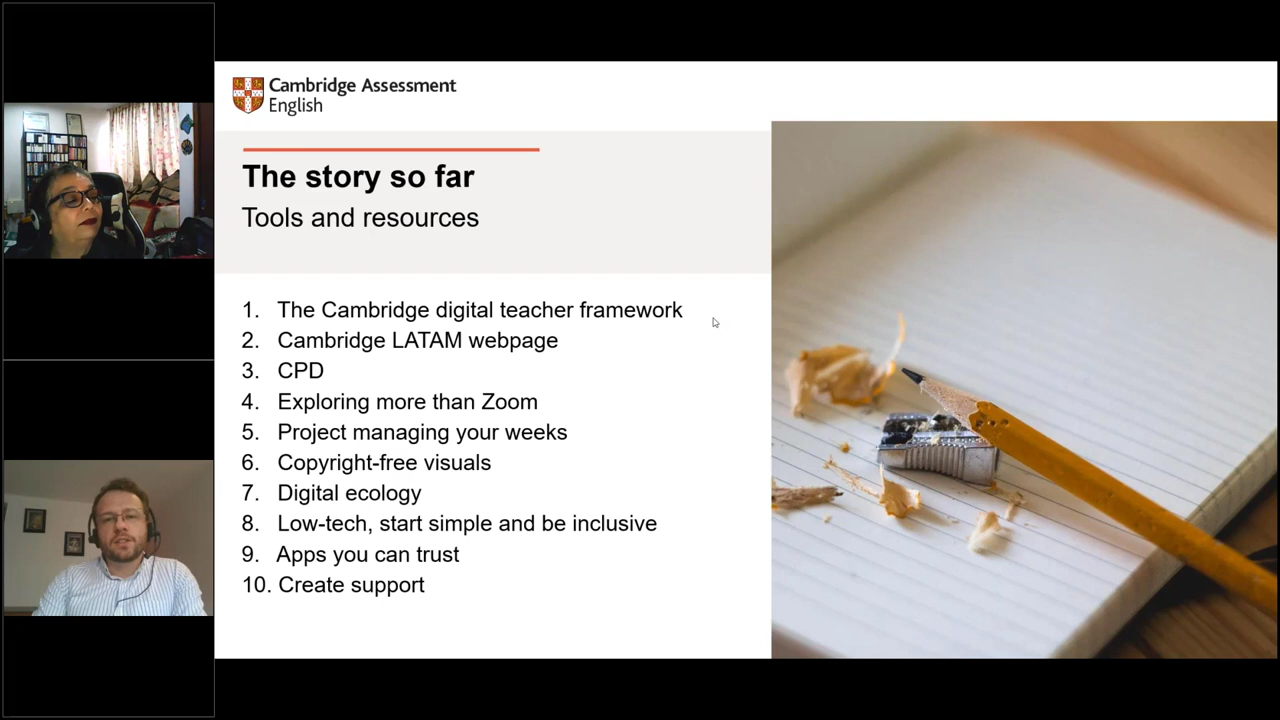 Cambridge Assessment
English
The story so far
Tools and resources
1. The Cambridge digital teacher framework
2. Cambridge LATAM webpage
3. CPD
4. Exploring more than Zoom
5. Project managing your weeks
6. Copyright-free visuals
7. Digital ecology
8. Low-tech, start simple and be inclusive
9. Apps you can trust
10. Create support